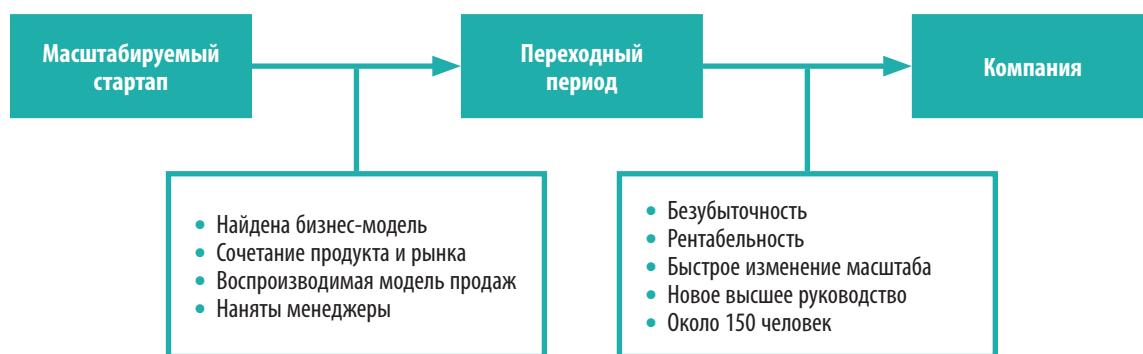 Масштабируемый
стартап
Переходный
период
Компания
• Найдена бизнес-модель
• Сочетание продукта и рынка
• Воспроизводимая модель продаж
• Наняты менеджеры
• Безубыточность
• Рентабельность
• Быстрое изменение масштаба
• Новое высшее руководство
• Около 150 человек